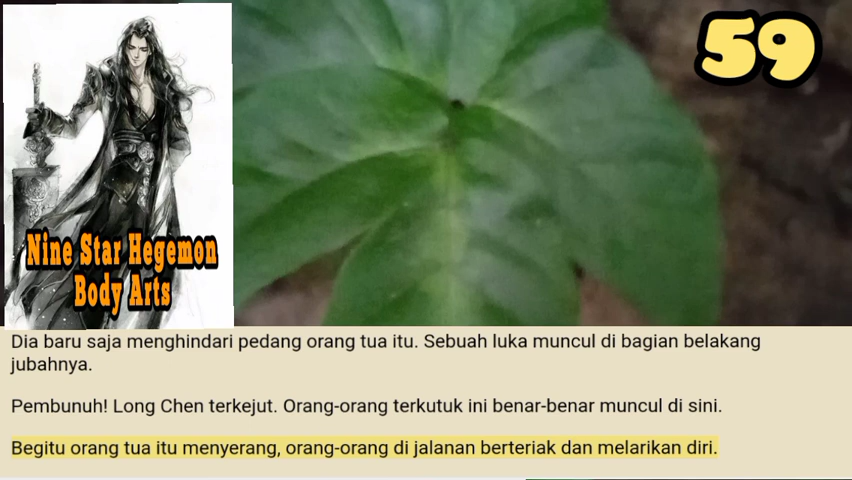 59
Nine Star Hegemon
Body Arts
Dia baru saja menghindari pedang orang tua itu. Sebuah luka muncul di bagian belakang
jubahnya.
Pembunuh! Long Chen terkejut. Orang-orang terkutuk ini benar-benar muncul di sini.
Begitu orang tua itu menyerang, orang-orang di jalanan berteriak dan melarikan diri.